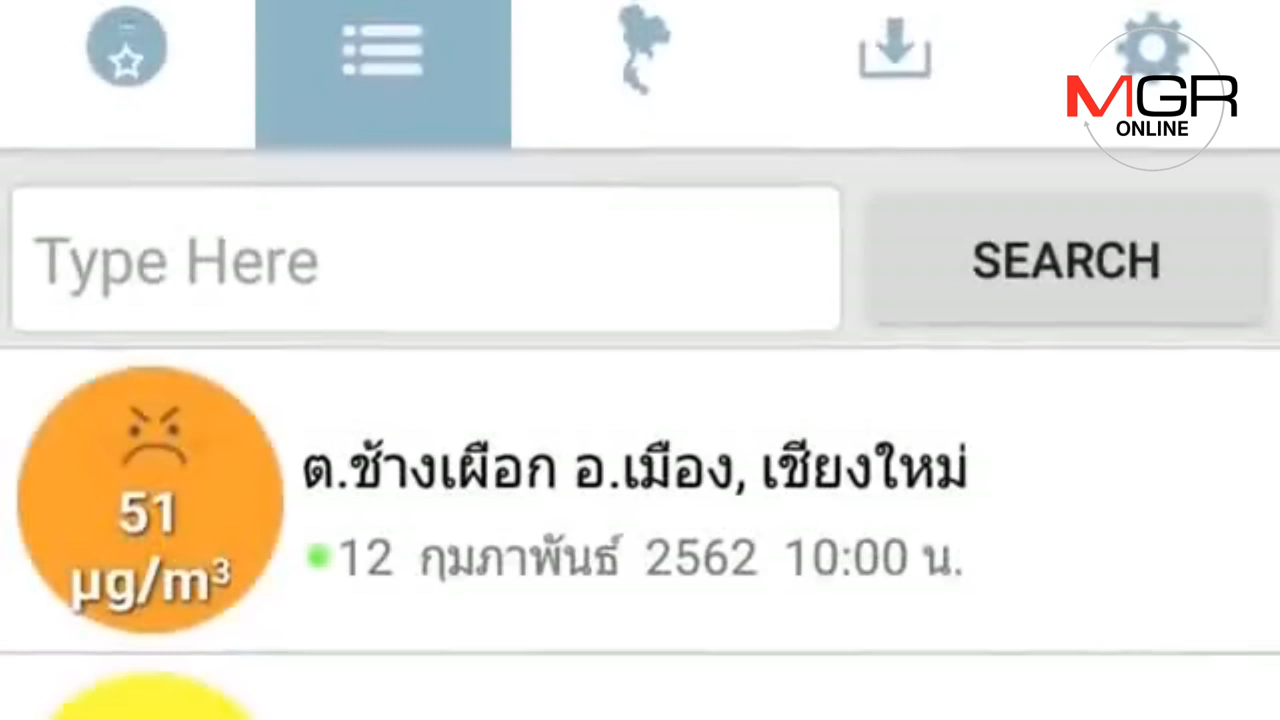 MGR
ONLINE
Type Here
SEARCH
51
µg/m³
ต.ช้างเผือก อ.เมือง, เชียงใหม่
12 กุมภาพันธ์ 2562 10:00 น.